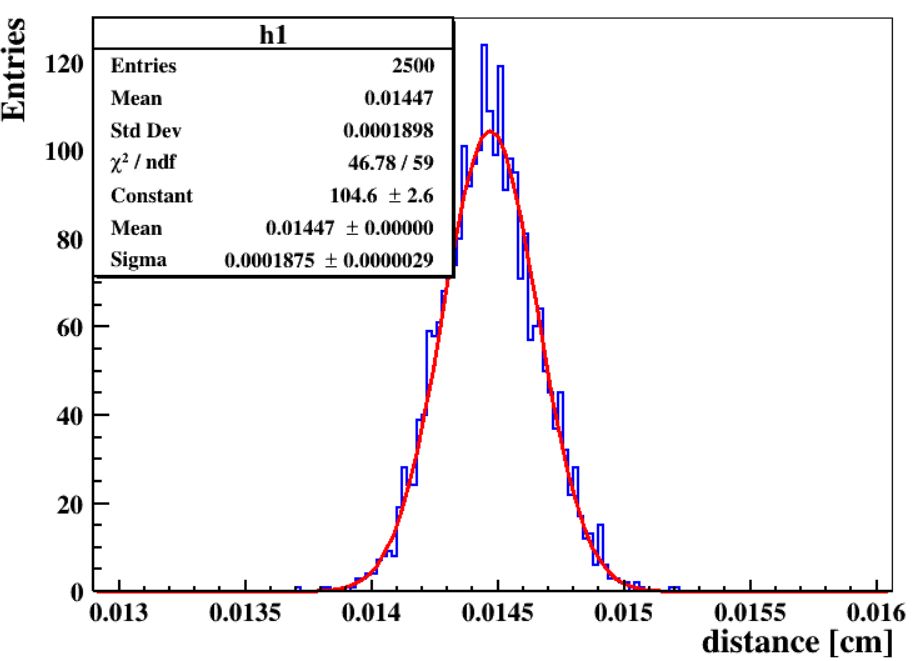 h1
Entries 2500
Mean 0.01447
Std Dev 0.0001898
χ² / ndf 46.78 / 59
Constant 104.6 ± 2.6
Mean 0.01447 ± 0.00000
Sigma 0.0001875 ± 0.0000029
Entries
120
100
80
60
40
20
0
0.013 0.0135 0.014 0.0145 0.015 0.0155 0.016
distance [cm]